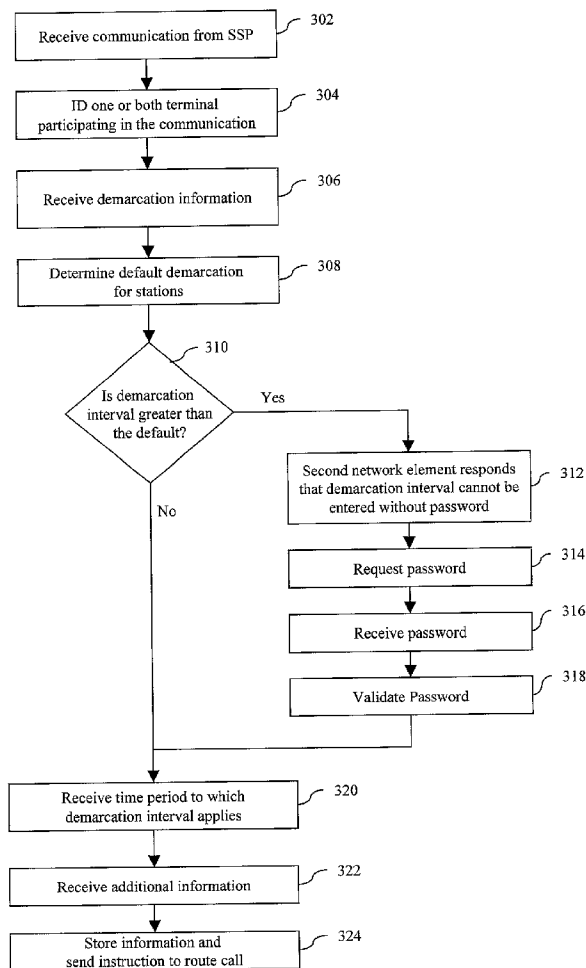 Receive communication from SSP
302
ID one or both terminal
participating in the communication
304
Receive demarcation information
306
Determine default demarcation
for stations
308
310
Is demarcation
interval greater than
the default?
Yes
No
Second network element responds
that demarcation interval cannot be
entered without password
312
Request password
314
Receive password
316
Validate Password
318
Receive time period to which
demarcation interval applies
320
Receive additional information
322
Store information and
send instruction to route call
324